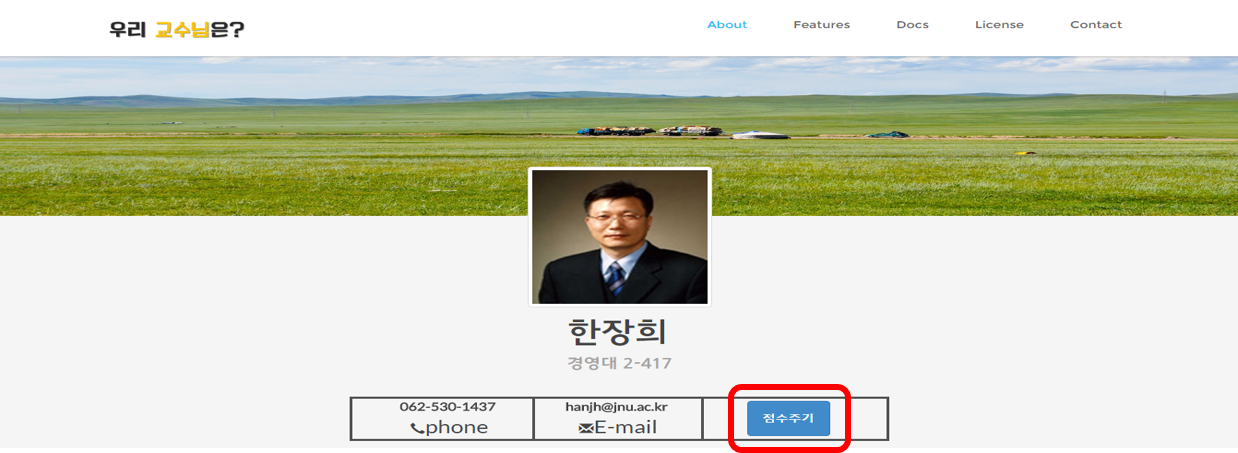 우리 교수님은?
About Features Docs License Contact
한장희
경영대 2-417
062-530-1437 hanjh@jnu.ac.kr 점수주기
phone E-mail